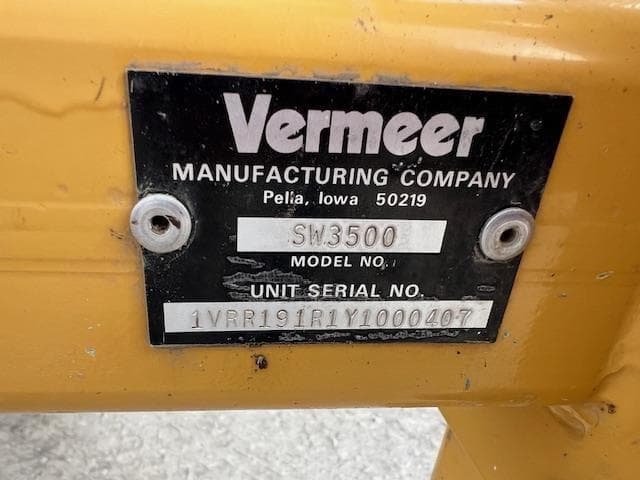 Vermeer
MANUFACTURING COMPANY
Pella, Iowa 50219
SW3500
MODEL NO.
UNIT SERIAL NO.
1VRR191R1Y1000407